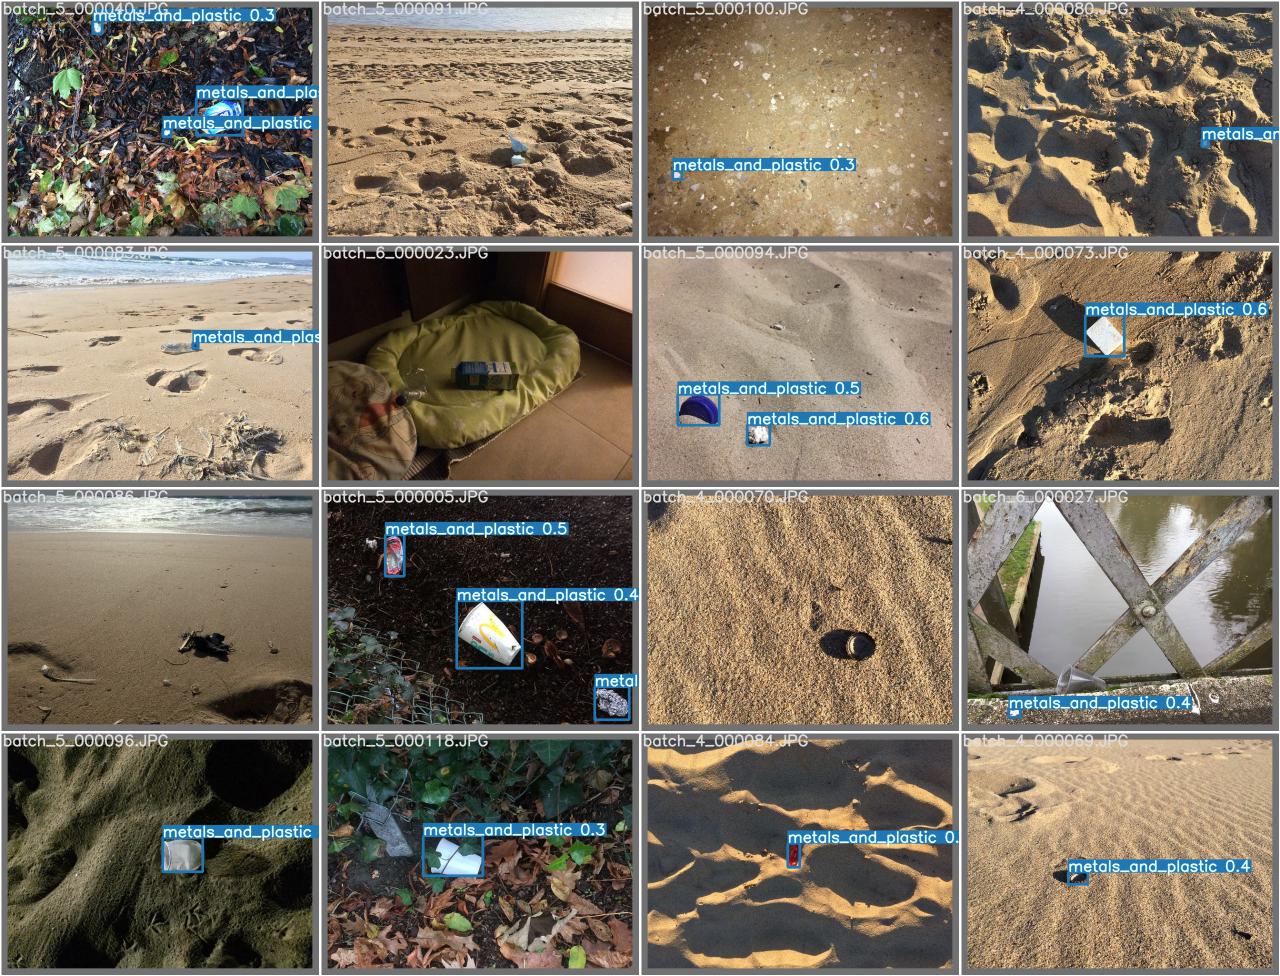 batch_5_000040.JPG
metals_and_plastic 0.3
metals_and_pla
metals_and_plastic
batch_5_000091.JPG
batch_5_000100.JPG
metals_and_plastic 0.3
batch_4_000080.JPG
metals_ar
batch_5_000083.JPG
metals_and_plas
batch_6_000023.JPG
batch_5_000094.JPG
metals_and_plastic 0.5
metals_and_plastic 0.6
batch_4_000073.JPG
metals_and_plastic 0.6
batch_5_000086.JPG
batch_5_000005.JPG
metals_and_plastic 0.5
metals_and_plastic 0.4
metal
batch_4_000070.JPG
batch_6_000027.JPG
metals_and_plastic 0.4
batch_5_000096.JPG
metals_and_plastic
batch_5_000118.JPG
metals_and_plastic 0.3
batch_4_000084.JPG
metals_and_plastic 0.
batch_4_000069.JPG
metals_and_plastic 0.4